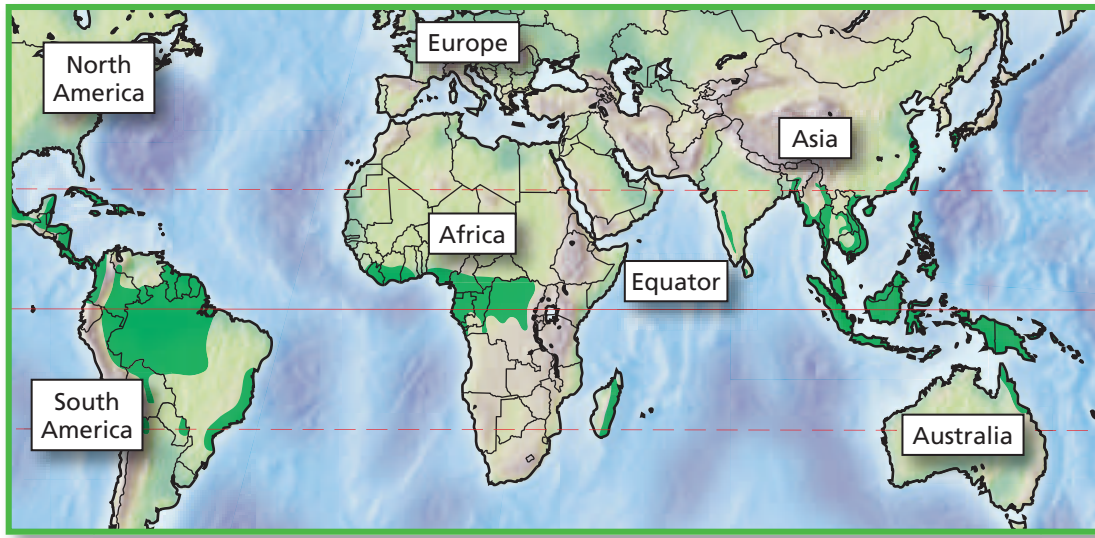 North
America
Europe
Asia
Africa
Equator
South
America
Australia